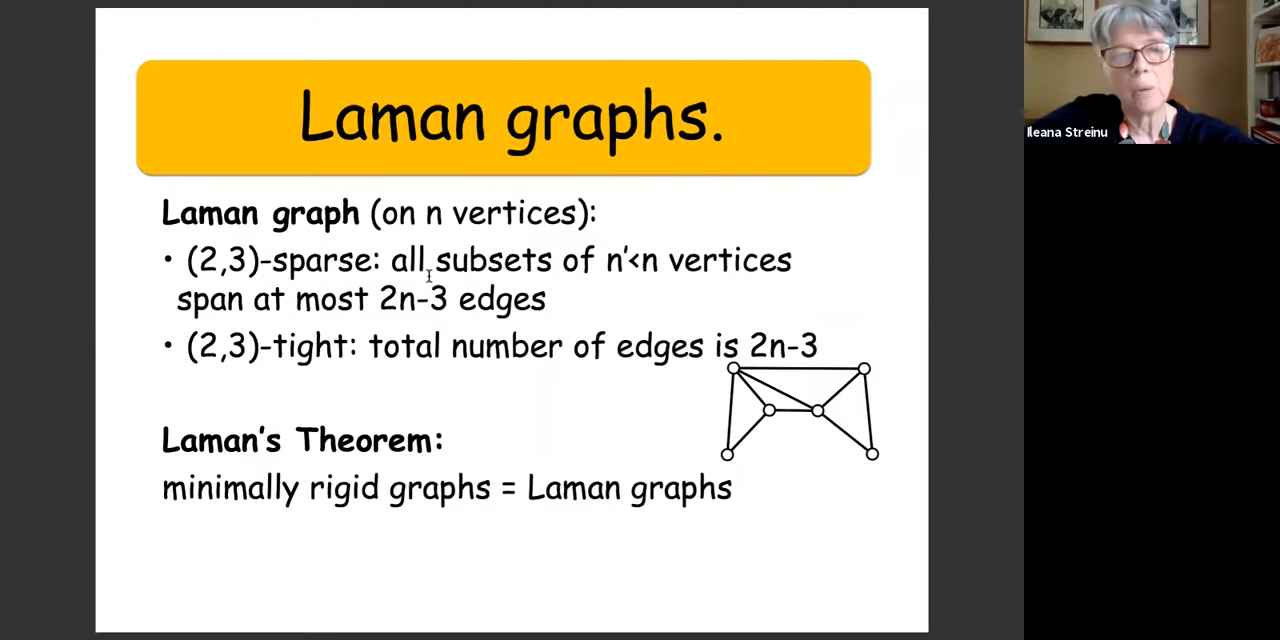 Laman graphs.
Ileana Streinu
Laman graph (on n vertices):
• (2,3)-sparse: all subsets of n'<n vertices
span at most 2n-3 edges
• (2,3)-tight: total number of edges is 2n-3
Laman's Theorem:
minimally rigid graphs = Laman graphs